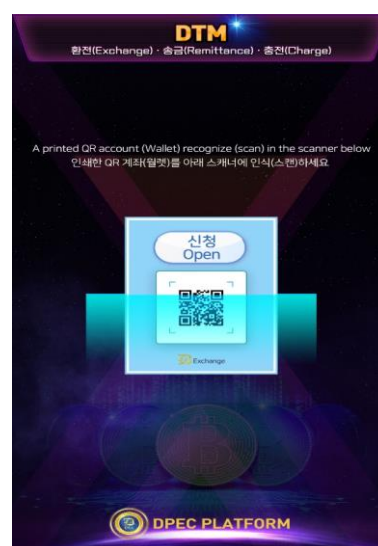 DTM
환전(Exchange) · 송금(Remittance) · 충전(Charge)
A printed QR account (Wallet) recognize (scan) in the scanner below
인쇄한 QR 계좌(월렛)를 아래 스캐너에 인식(스캔)하세요
신청
Open
Exchange
DPEC PLATFORM